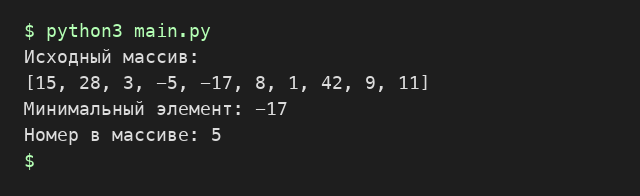 $ python3 main.py
Исходный массив:
[15, 28, 3, −5, −17, 8, 1, 42, 9, 11]
Минимальный элемент: −17
Номер в массиве: 5
$